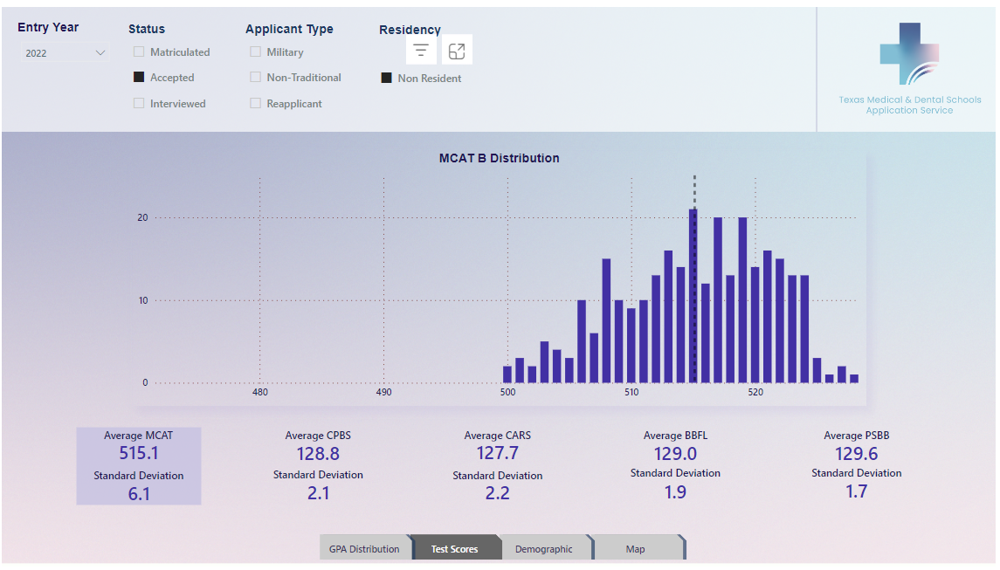 Entry Year
2022
Status
Matriculated
Accepted
Interviewed
Applicant Type
Military
Non-Traditional
Reapplicant
Residency
Non Resident
Texas Medical & Dental Schools
Application Service
MCAT B Distribution
20
10
0
480
490
500
510
520
Average MCAT
515.1
Standard Deviation
6.1
Average CPBS
128.8
Standard Deviation
2.1
Average CARS
127.7
Standard Deviation
2.2
Average BBFL
129.0
Standard Deviation
1.9
Average PSBB
129.6
Standard Deviation
1.7
GPA Distribution
Test Scores
Demographic
Map